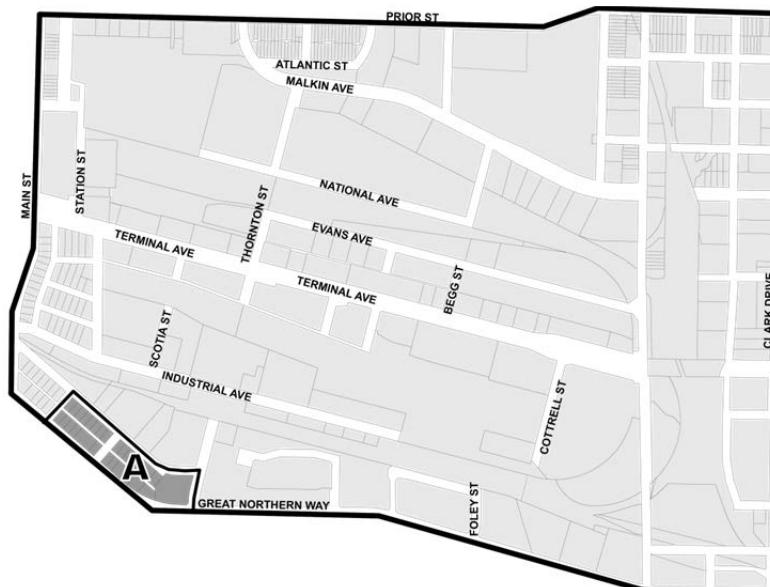 PRIOR ST
ATLANTIC ST
MALKIN AVE
MAIN ST
STATION ST
NATIONAL AVE
THORNTON ST
EVANS AVE
TERMINAL AVE
TERMINAL AVE
BEGG ST
CLARK DRIVE
SCOTIA ST
INDUSTRIAL AVE
COTTRELL ST
A
GREAT NORTHERN WAY
FOLEY ST